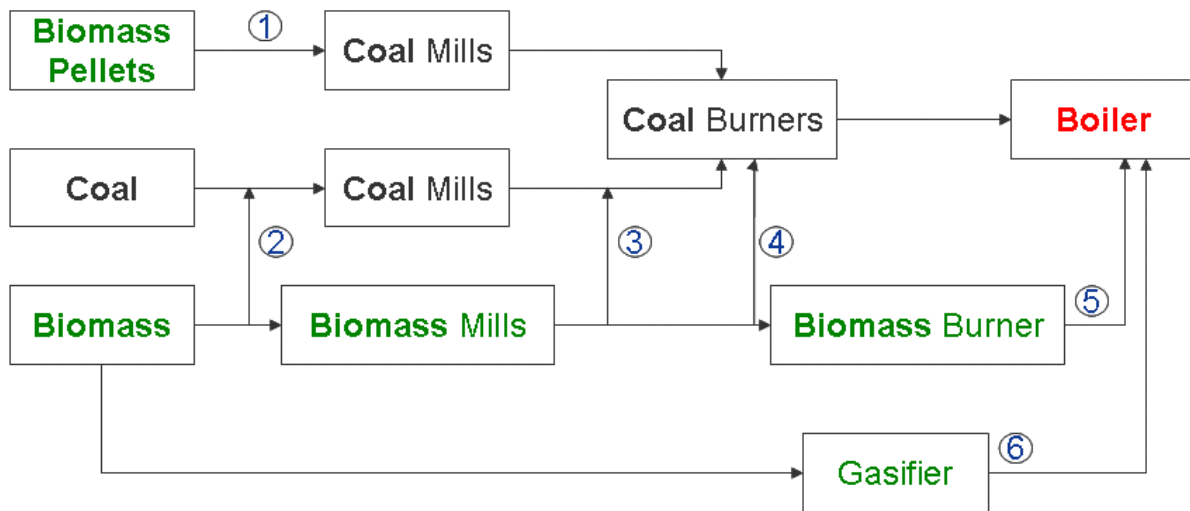 Biomass
Pellets
1
Coal Mills
Coal Burners
Boiler
Coal
Coal Mills
2
3
4
Biomass
Biomass Mills
Biomass Burner
5
Gasifier
6